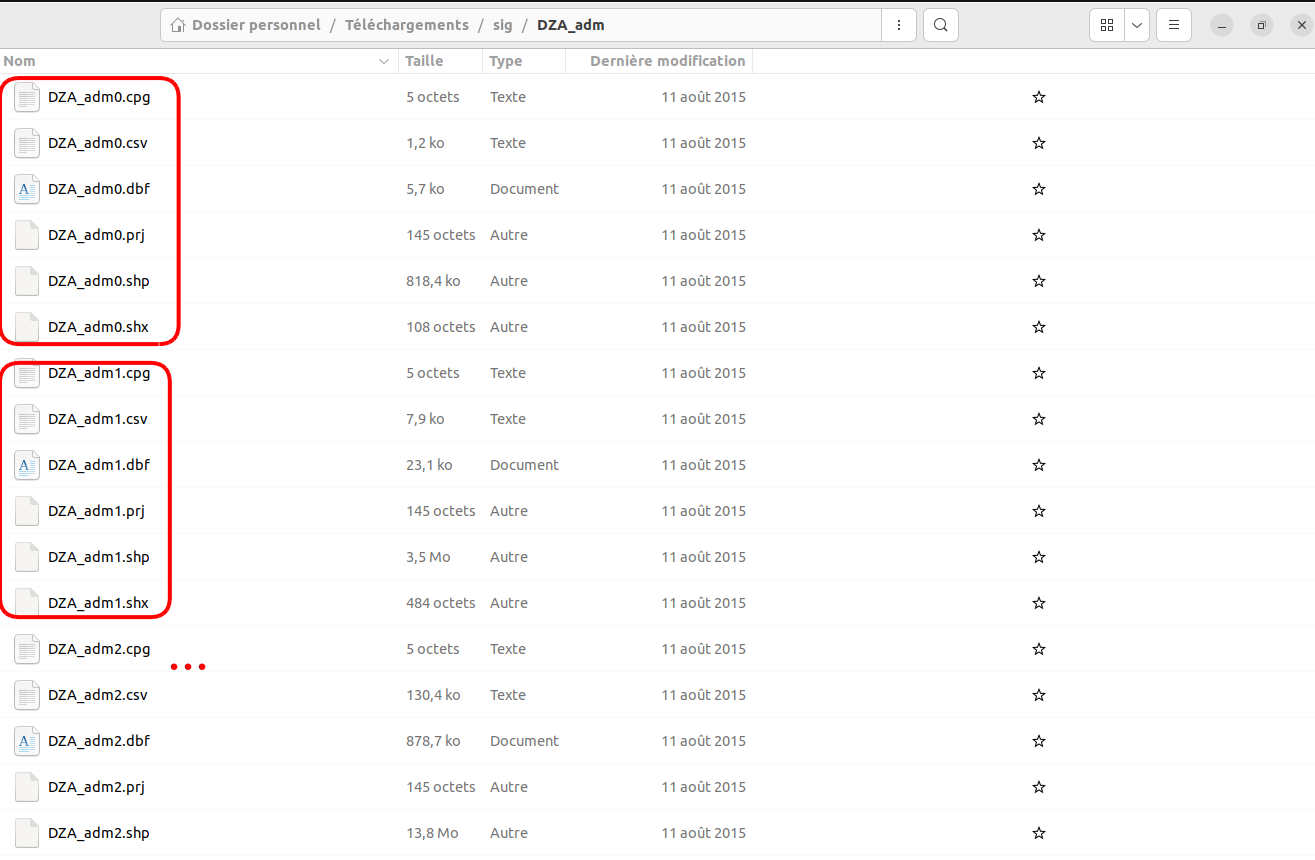 Dossier personnel / Téléchargements / sig / DZA_adm
Nom Taille Type Dernière modification
DZA_adm0.cpg 5 octets Texte 11 août 2015
DZA_adm0.csv 1,2 ko Texte 11 août 2015
DZA_adm0.dbf 5,7 ko Document 11 août 2015
DZA_adm0.prj 145 octets Autre 11 août 2015
DZA_adm0.shp 818,4 ko Autre 11 août 2015
DZA_adm0.shx 108 octets Autre 11 août 2015
DZA_adm1.cpg 5 octets Texte 11 août 2015
DZA_adm1.csv 7,9 ko Texte 11 août 2015
DZA_adm1.dbf 23,1 ko Document 11 août 2015
DZA_adm1.prj 145 octets Autre 11 août 2015
DZA_adm1.shp 3,5 Mo Autre 11 août 2015
DZA_adm1.shx 484 octets Autre 11 août 2015
DZA_adm2.cpg 5 octets Texte 11 août 2015
...
DZA_adm2.csv 130,4 ko Texte 11 août 2015
DZA_adm2.dbf 878,7 ko Document 11 août 2015
DZA_adm2.prj 145 octets Autre 11 août 2015
DZA_adm2.shp 13,8 Mo Autre 11 août 2015